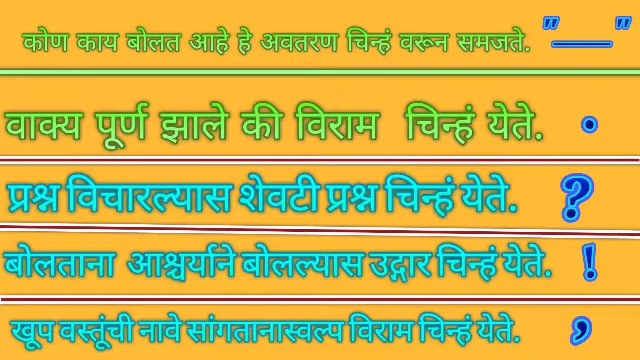 कोण काय बोलत आहे हे अवतरण चिन्हं वरून समजते. "——"
वाक्य पूर्ण झाले की विराम चिन्हं येते. .
प्रश्न विचारल्यास शेवटी प्रश्न चिन्हं येते. ?
बोलताना आश्चर्याने बोलल्यास उद्गार चिन्हं येते. !
खूप वस्तूंची नावे सांगतानास्वल्प विराम चिन्हं येते. ,